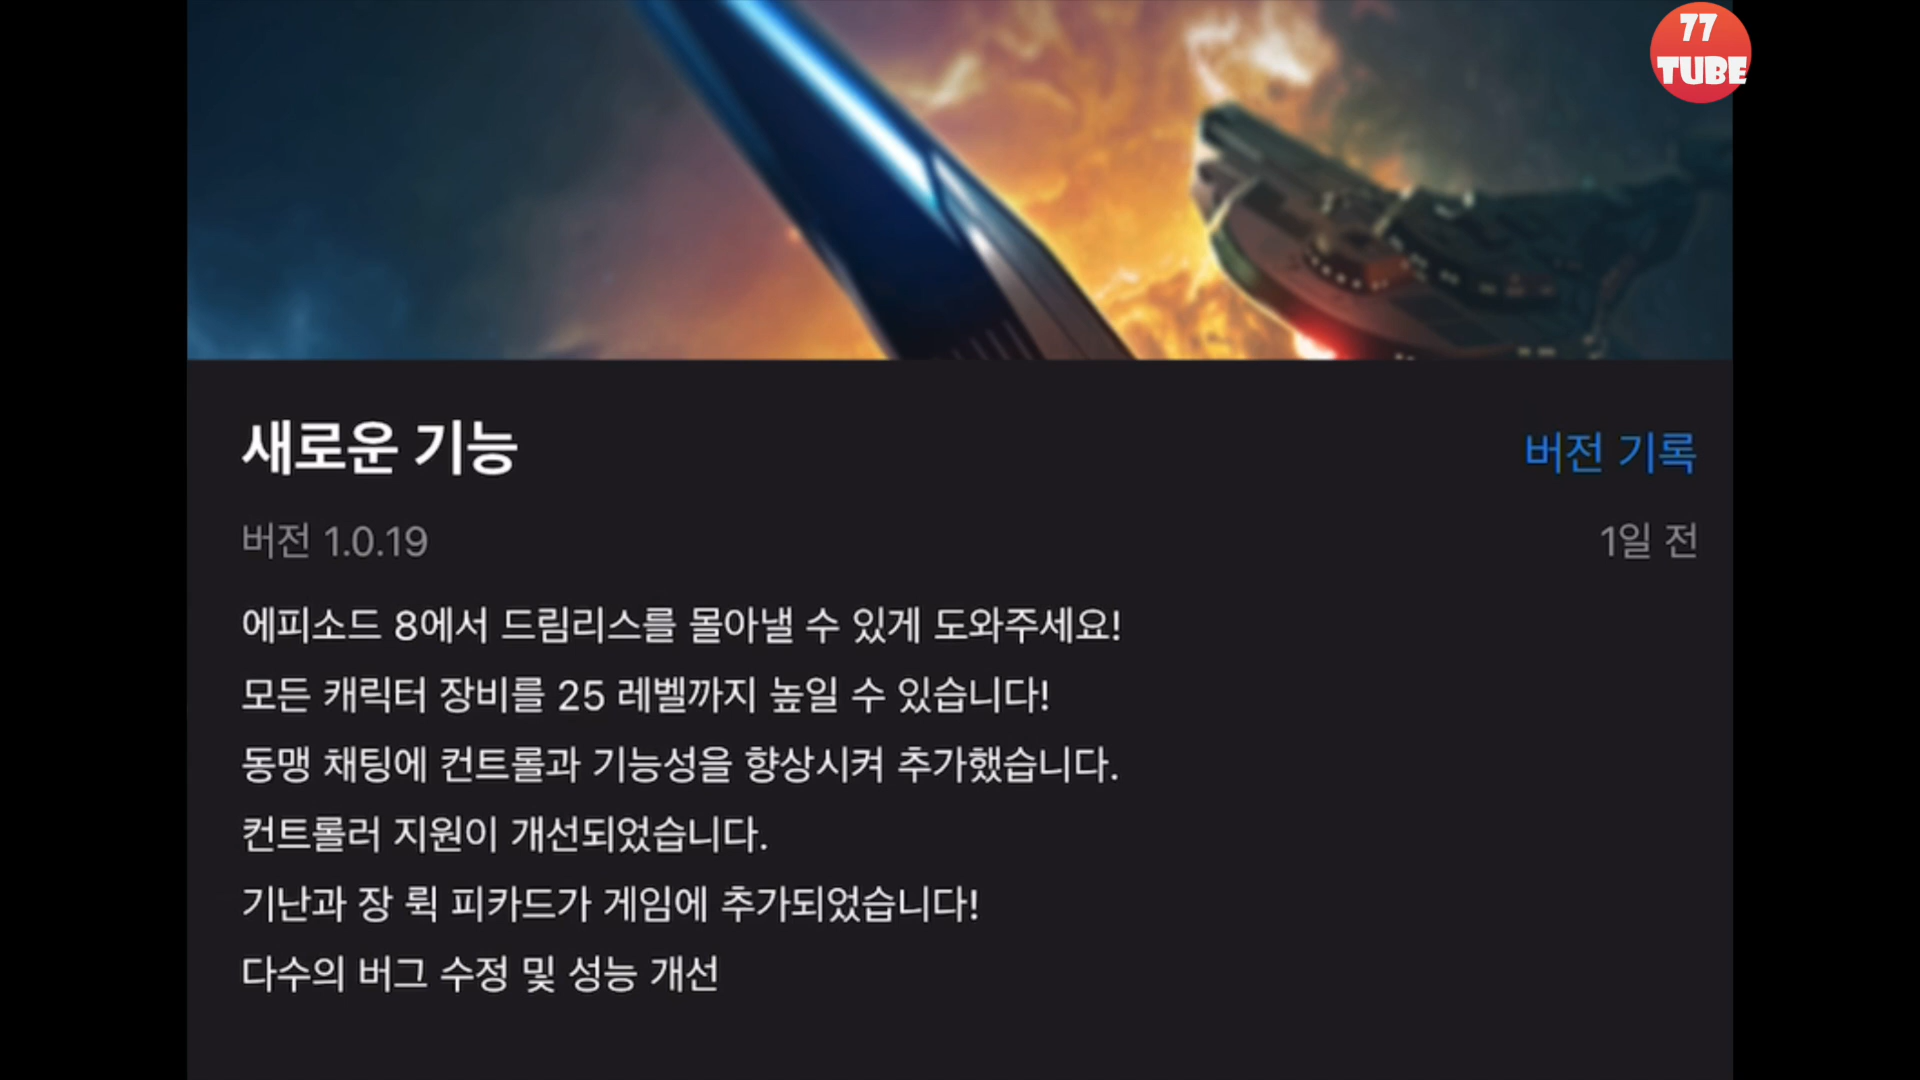 77
TUBE
새로운 기능
버전 기록
버전 1.0.19
1일 전
에피소드 8에서 드림리스를 몰아낼 수 있게 도와주세요!
모든 캐릭터 장비를 25 레벨까지 높일 수 있습니다!
동맹 채팅에 컨트롤과 기능성을 향상시켜 추가했습니다.
컨트롤러 지원이 개선되었습니다.
기난과 장 뤽 피카드가 게임에 추가되었습니다!
다수의 버그 수정 및 성능 개선